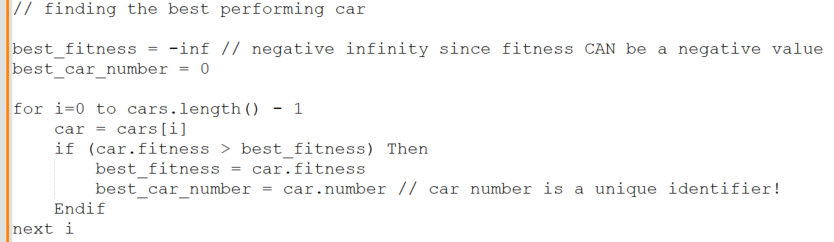 // finding the best performing car
best_fitness = -inf // negative infinity since fitness CAN be a negative value
best_car_number = 0
for i=0 to cars.length() - 1
    car = cars[i]
    if (car.fitness > best_fitness) Then
        best_fitness = car.fitness
        best_car_number = car.number // car number is a unique identifier!
    Endif
next i